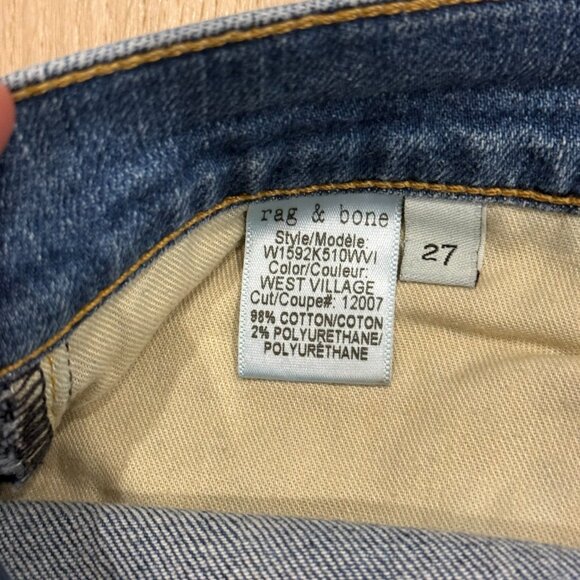 rag & bone
Style/Modèle:
W1592K510WVI
Color/Couleur:
WEST VILLAGE
Cut/Coupe#: 12007
98% COTTON/COTON
2% POLYURETHANE/
POLYURÉTHANE
27